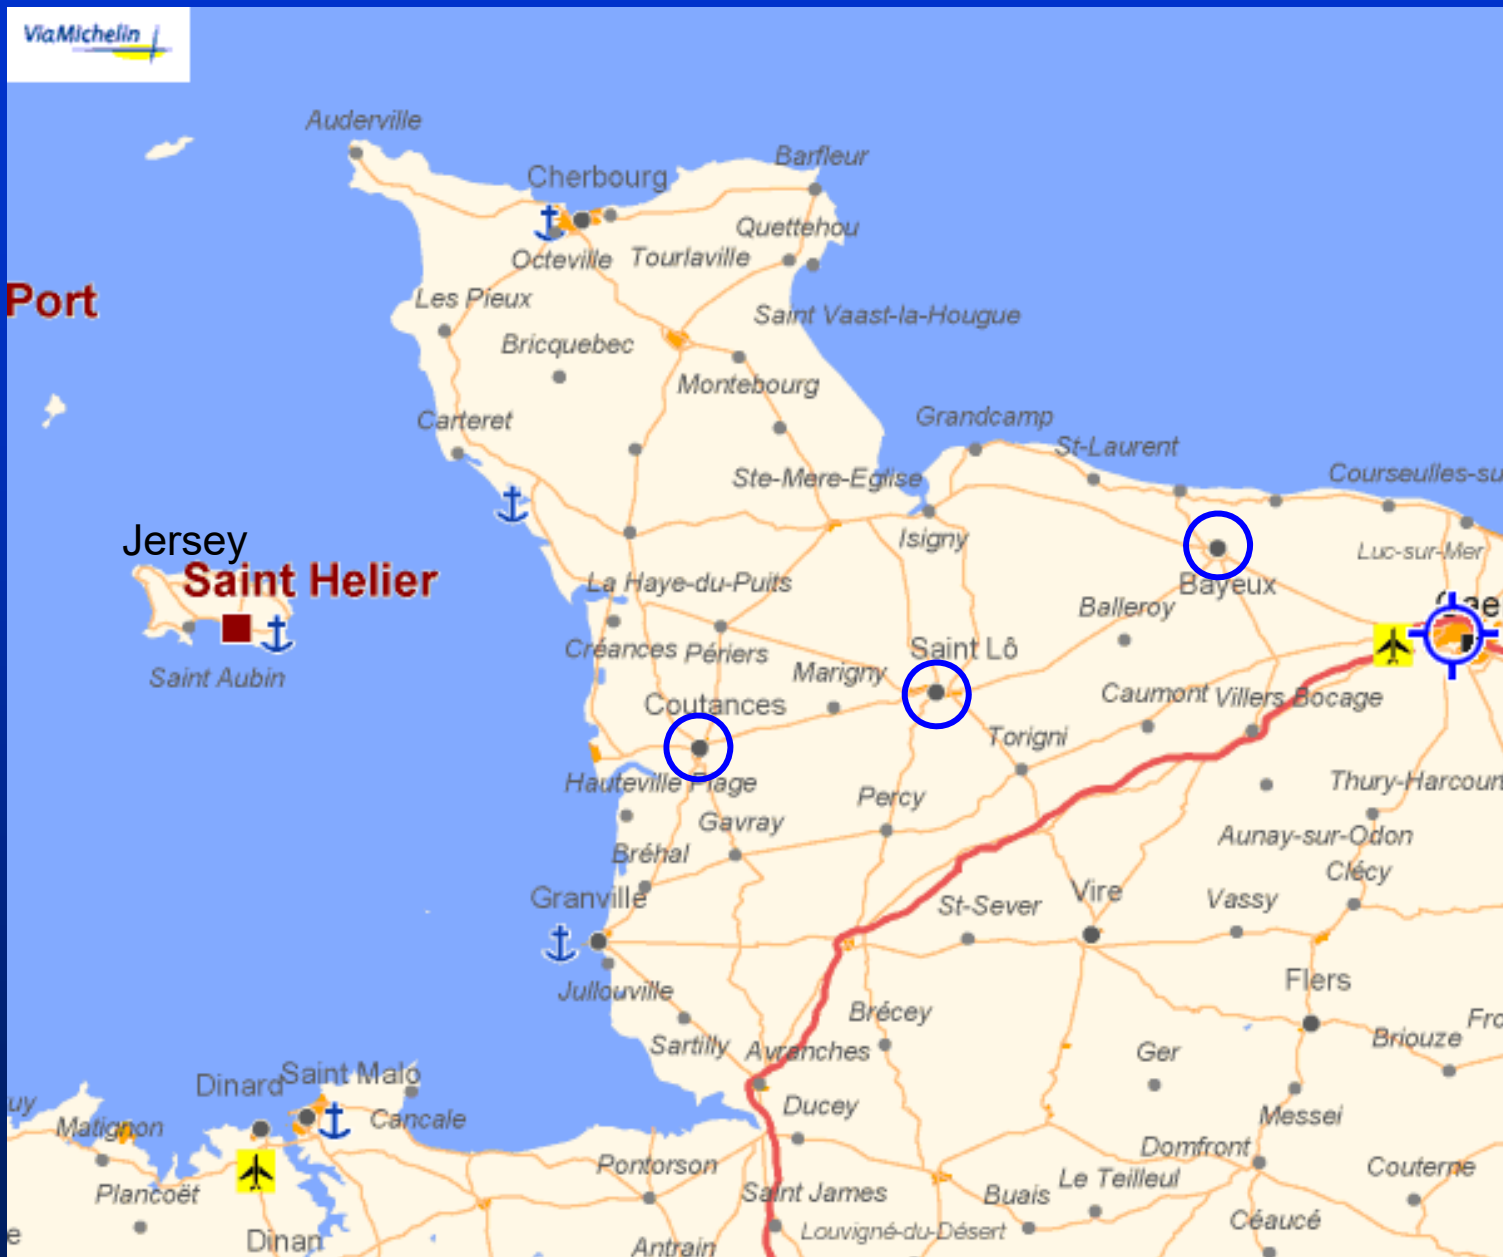 ViaMichelin
Auderville
Barfleur
Cherbourg
Quettehou
Octeville
Tourlaville
Port
Les Pieux
Saint Vaast-la-Hougue
Bricquebec
Montebourg
Carteret
Grandcamp
St-Laurent
Courseulles-su
Ste-Mere-Eglise
Isigny
Luc-sur-Mer
Jersey
Saint Helier
La Haye-du-Puits
Bayeux
Balleroy
Cae
Créances
Périers
Saint Lô
Saint Aubin
Marigny
Coutances
Caumont
Villers Bocage
Torigni
Hauteville Plage
Thury-Harcourt
Percy
Gavray
Aunay-sur-Odon
Bréhal
Clécy
Granville
Vire
St-Sever
Vassy
Flers
Jullouville
Brécey
Fro
Sartilly
Avranches
Ger
Briouze
Dinard
Saint Malo
uy
Matignon
Cancale
Ducey
Messei
Domfront
Pontorson
Couterne
Plancoët
Saint James
Buais
Le Teilleul
e
Dinan
Louvigné-du-Désert
Céaucé
Antrain